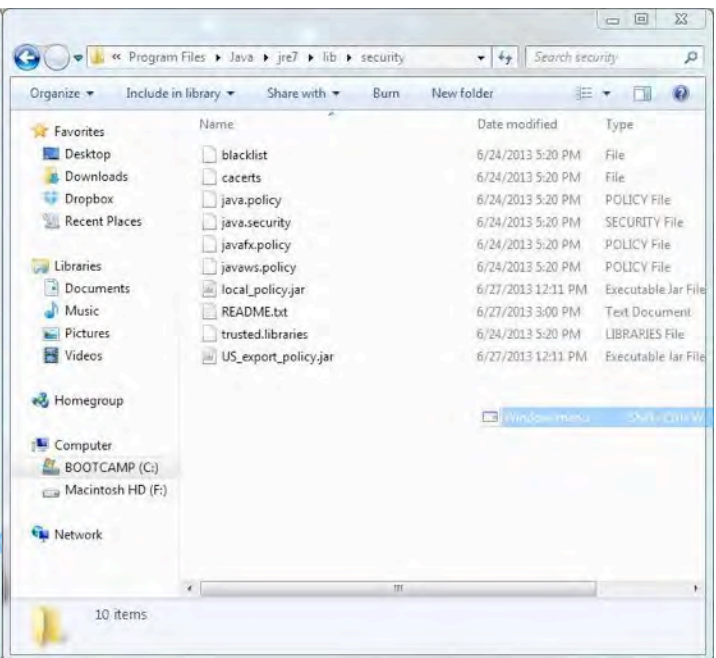 « Program Files ▸ Java ▸ jre7 ▸ lib ▸ security
Search security
Organize ▾ Include in library ▾ Share with ▾ Burn New folder
Favorites
Desktop
Downloads
Dropbox
Recent Places
Libraries
Documents
Music
Pictures
Videos
Homegroup
Computer
BOOTCAMP (C:)
Macintosh HD (F:)
Network
Name Date modified Type
blacklist 6/24/2013 5:20 PM File
cacerts 6/24/2013 5:20 PM File
java.policy 6/24/2013 5:20 PM POLICY File
java.security 6/24/2013 5:20 PM SECURITY File
javafx.policy 6/24/2013 5:20 PM POLICY File
javaws.policy 6/24/2013 5:20 PM POLICY File
local_policy.jar 6/27/2013 12:11 PM Executable Jar File
README.txt 6/27/2013 3:00 PM Text Document
trusted.libraries 6/24/2013 5:20 PM LIBRARIES File
US_export_policy.jar 6/27/2013 12:11 PM Executable Jar File
Window menu
10 items